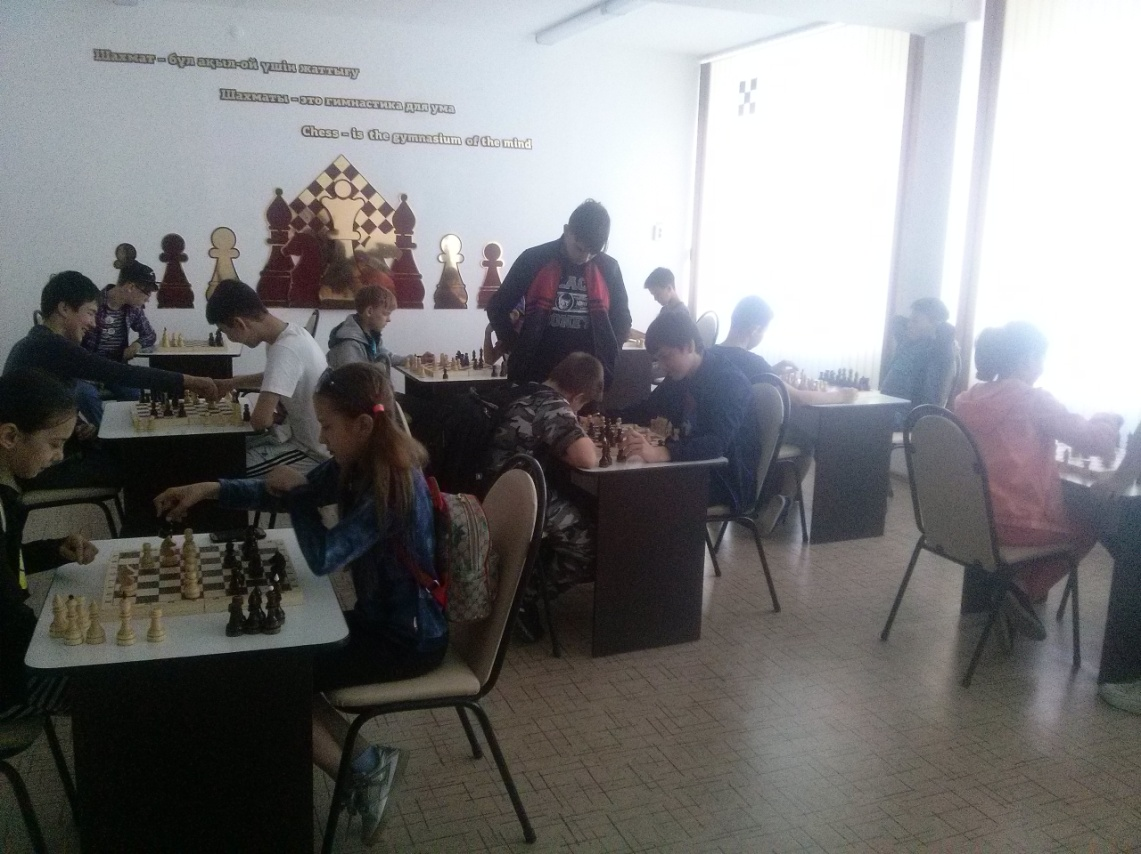 Шахмат - бұл ақыл-ой үшін жаттығу
Шахматы - это гимнастика для ума
Chess - is the gymnasium of the mind